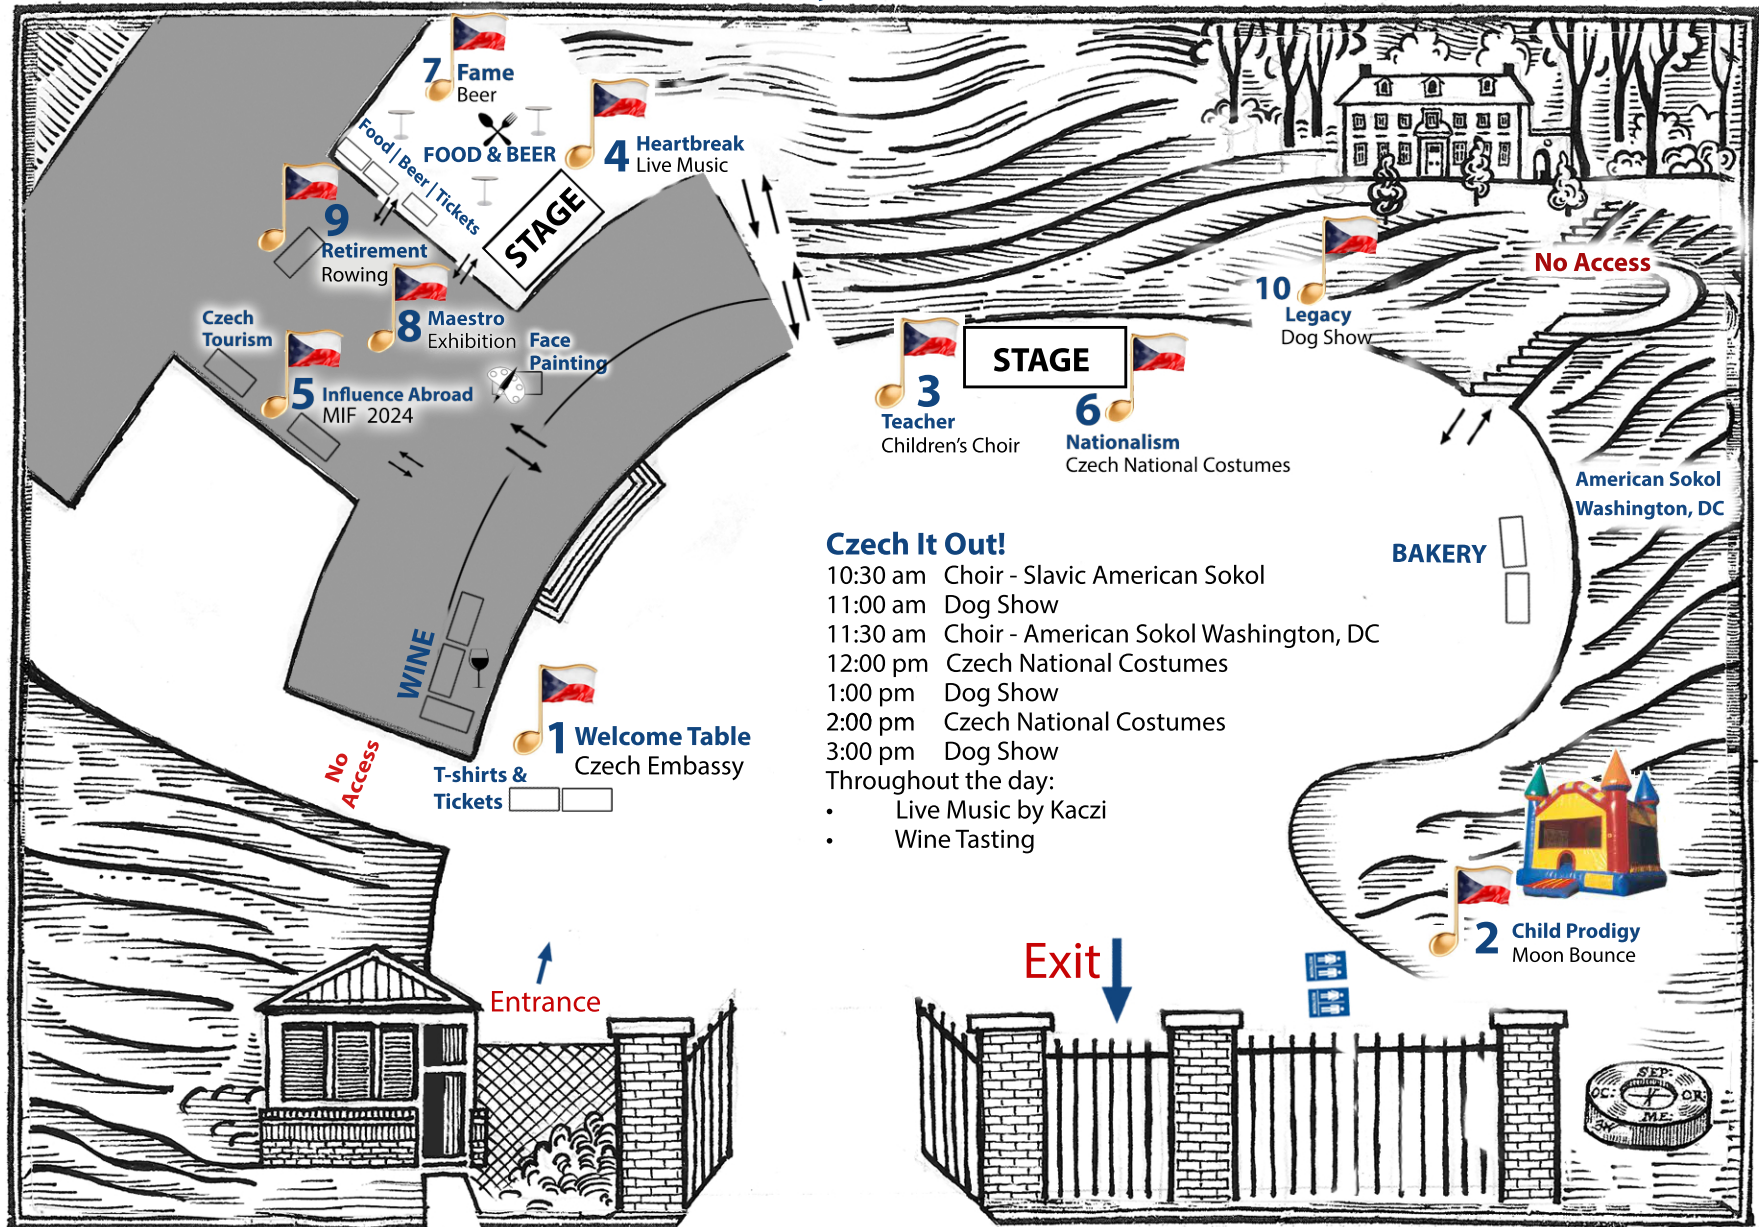 7 Fame
Beer
4 Heartbreak
Live Music
FOOD & BEER
Food | Beer | Tickets
STAGE
9
Retirement
Rowing
8 Maestro
Exhibition
Czech
Tourism
Face
Painting
5 Influence Abroad
MIF 2024
10
Legacy
Dog Show
No Access
STAGE
3
Teacher
Children's Choir
6
Nationalism
Czech National Costumes
American Sokol
Washington, DC
BAKERY
Czech It Out!
10:30 am Choir - Slavic American Sokol
11:00 am Dog Show
11:30 am Choir - American Sokol Washington, DC
12:00 pm Czech National Costumes
1:00 pm Dog Show
2:00 pm Czech National Costumes
3:00 pm Dog Show
Throughout the day:
• Live Music by Kaczi
• Wine Tasting
WINE
1 Welcome Table
Czech Embassy
T-shirts &
Tickets
No
Access
2 Child Prodigy
Moon Bounce
Entrance
Exit
SEP.
OC: CR:
ME: